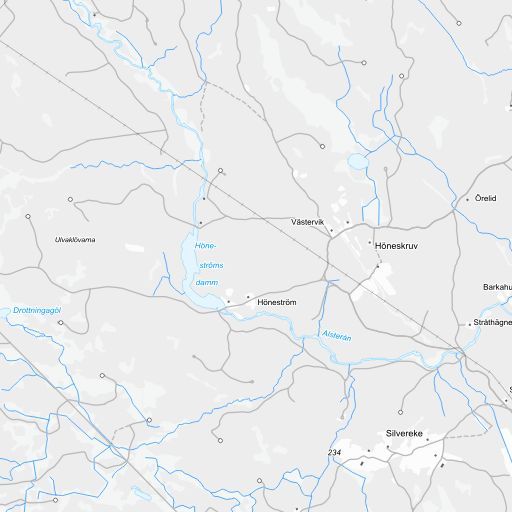 Örelid
Västervik
Ulvaklövarna
Höne-
ströms
damm
Höneskruv
Barkahu
Höneström
Drottningagöl
Stråthägne
Alsterån
S
Silvereke
234